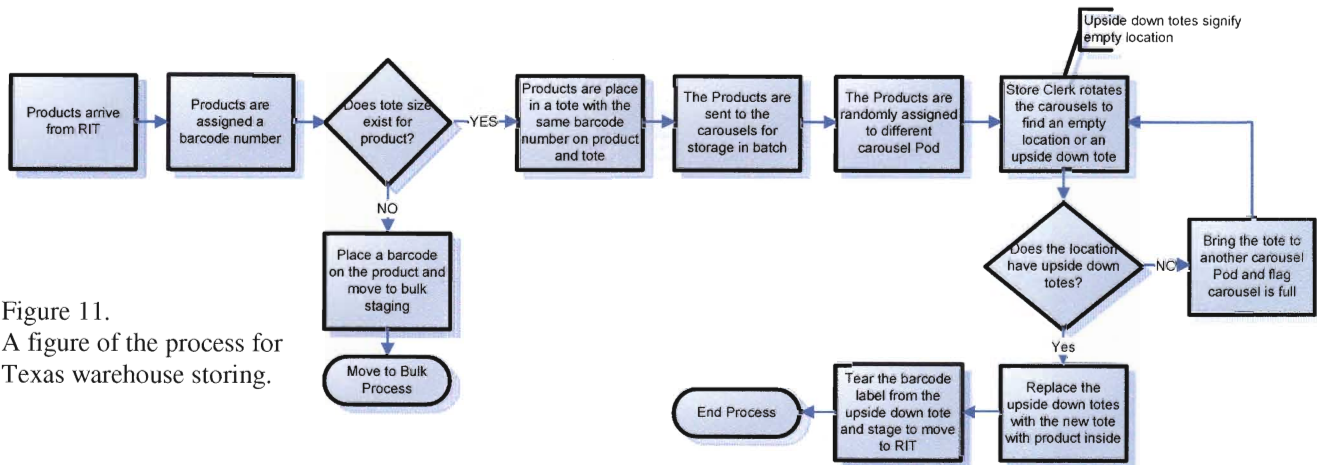 Upside down totes signify
empty location
Products arrive
from RIT
Products are
assigned a
barcode number
Does tote size
exist for
product?
YES
Products are place
in a tote with the
same barcode
number on product
and tote
The Products are
sent to the
carousels for
storage in batch
The Products are
randomly assigned
to different
carousel Pod
Store Clerk rotates
the carousels to
find an empty
location or an
upside down tote
NO
Place a barcode
on the product and
move to bulk
staging
Move to Bulk
Process
Does the location
have upside down
totes?
NO
Bring the tote to
another carousel
Pod and flag
carousel is full
Yes
Replace the
upside down totes
with the new tote
with product inside
Tear the barcode
label from the
upside down tote
and stage to move
to RIT
End Process
Figure 11.
A figure of the process for
Texas warehouse storing.